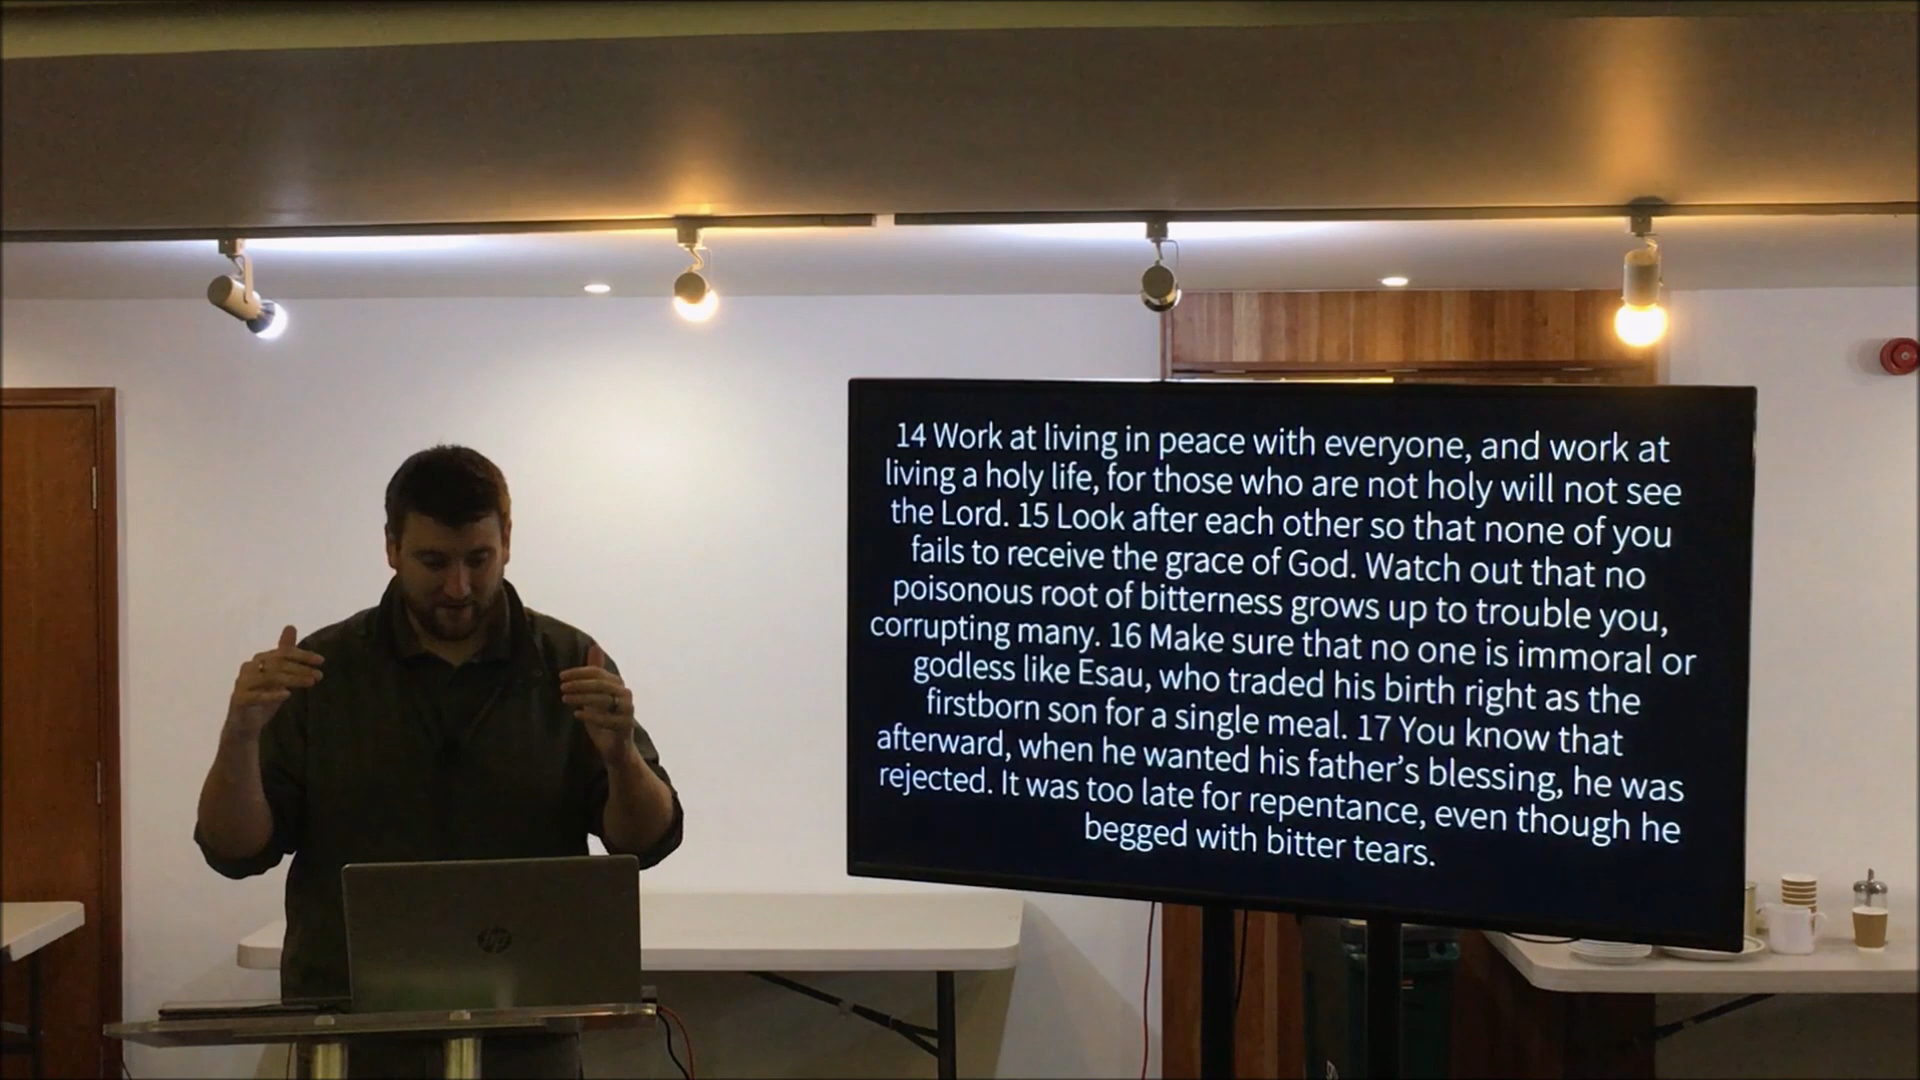 14 Work at living in peace with everyone, and work at
living a holy life, for those who are not holy will not see
the Lord. 15 Look after each other so that none of you
fails to receive the grace of God. Watch out that no
poisonous root of bitterness grows up to trouble you,
corrupting many. 16 Make sure that no one is immoral or
godless like Esau, who traded his birth right as the
firstborn son for a single meal. 17 You know that
afterward, when he wanted his father’s blessing, he was
rejected. It was too late for repentance, even though he
begged with bitter tears.
hp